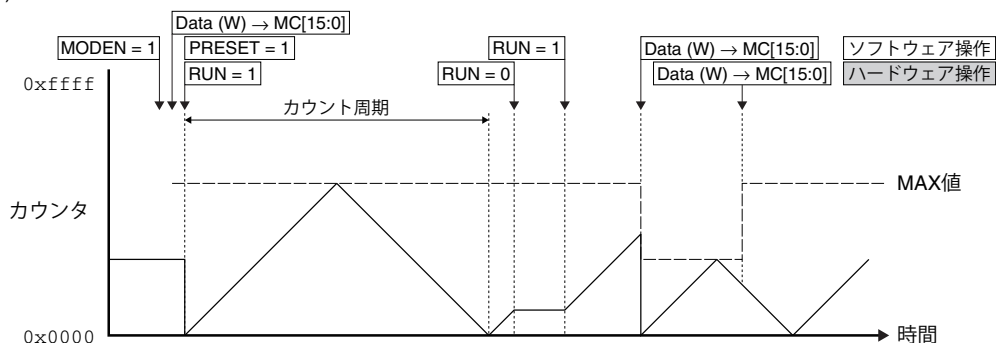 Data (W) → MC[15:0]
MODEN = 1
PRESET = 1
RUN = 1
Data (W) → MC[15:0]
ソフトウェア操作
RUN = 1
RUN = 0
Data (W) → MC[15:0]
ハードウェア操作
0xffff
カウント周期
MAX値
カウンタ
0x0000
時間